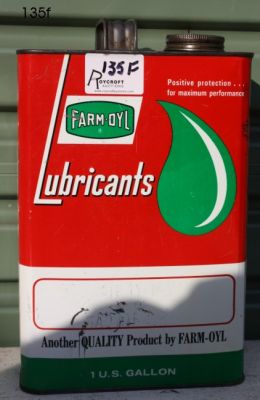 135f
135F
ROYCROFT
AUCTIONS
Positive protection . . .
for maximum performance
FARM-OYL
Lubricants
Another QUALITY Product by FARM-OYL
1 U.S. GALLON